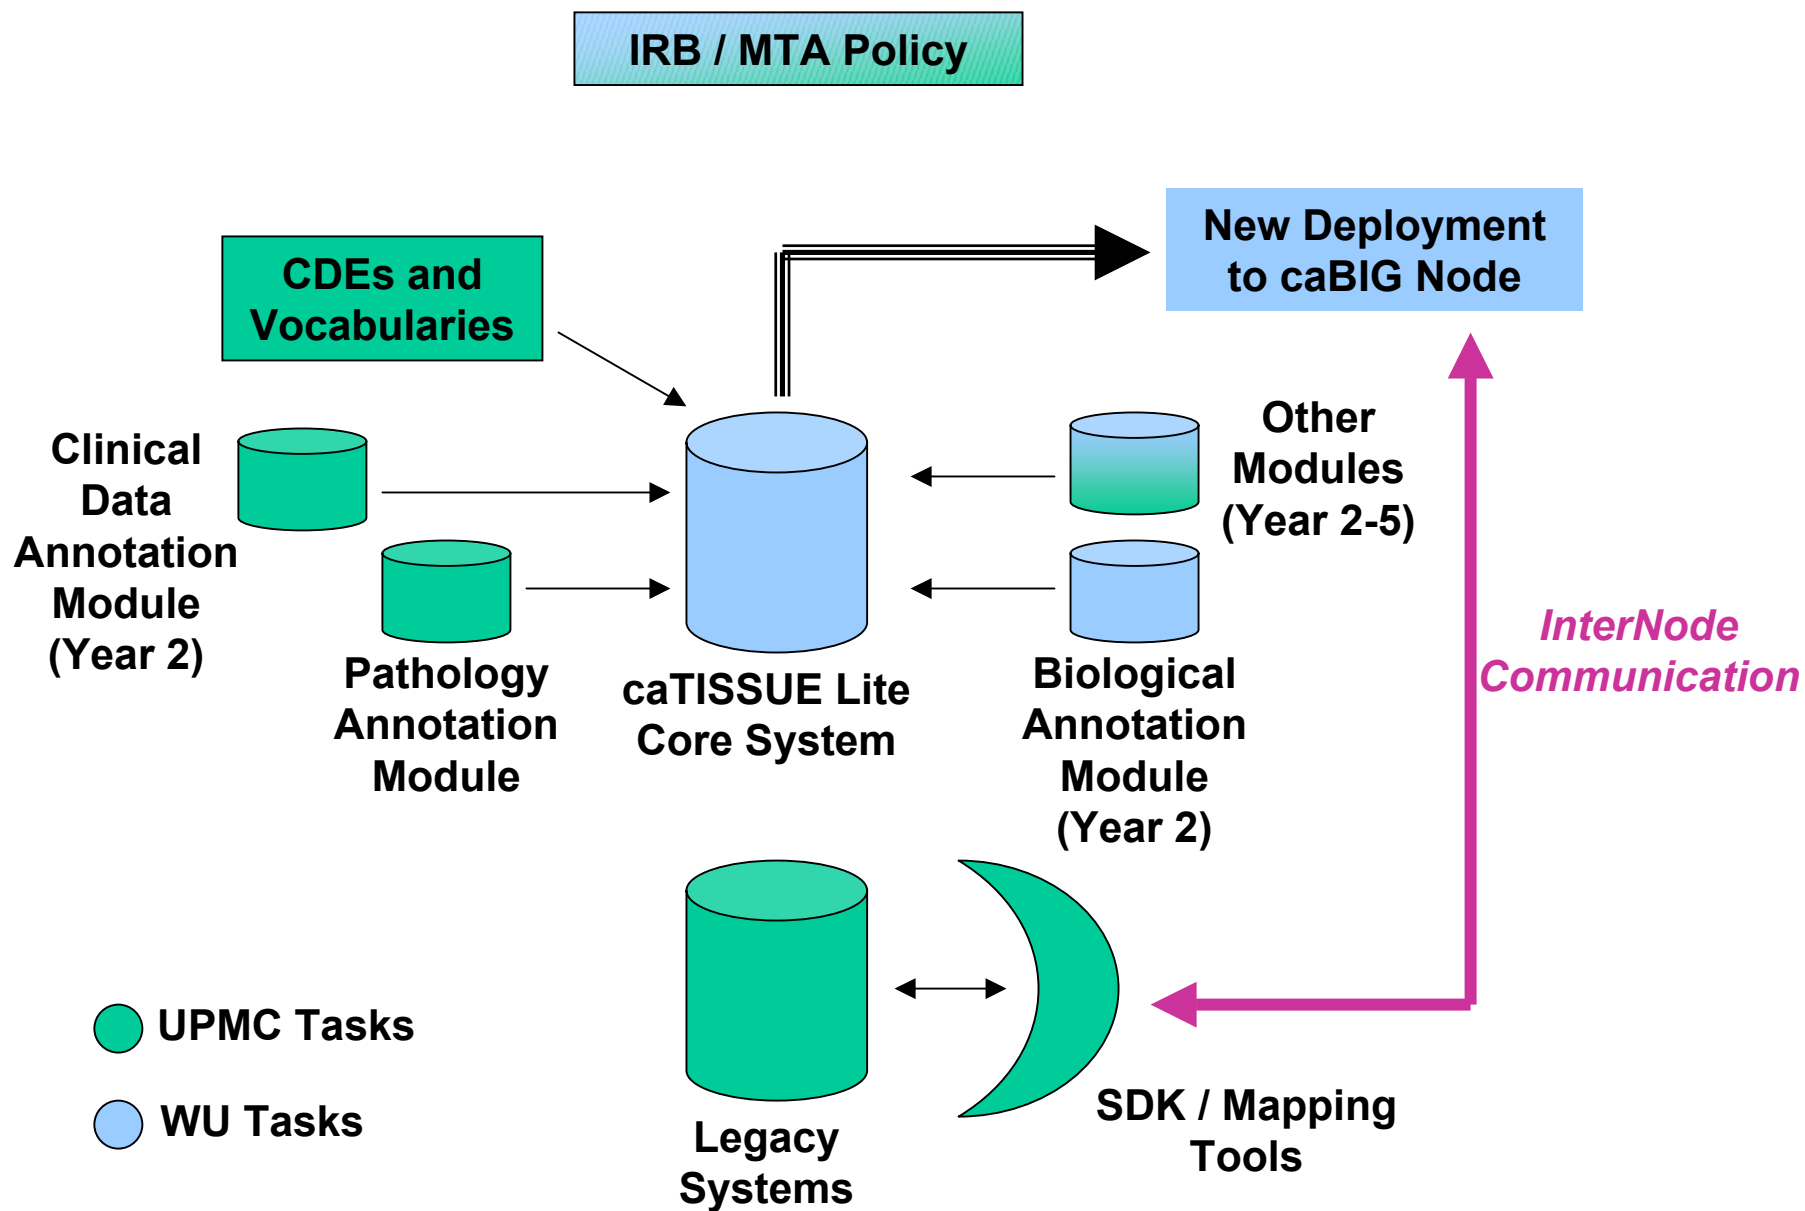 IRB / MTA Policy
New Deployment
to caBIG Node
CDEs and
Vocabularies
Clinical
Data
Annotation
Module
(Year 2)
Other
Modules
(Year 2-5)
Pathology
Annotation
Module
caTISSUE Lite
Core System
Biological
Annotation
Module
(Year 2)
InterNode
Communication
UPMC Tasks
WU Tasks
Legacy
Systems
SDK / Mapping
Tools